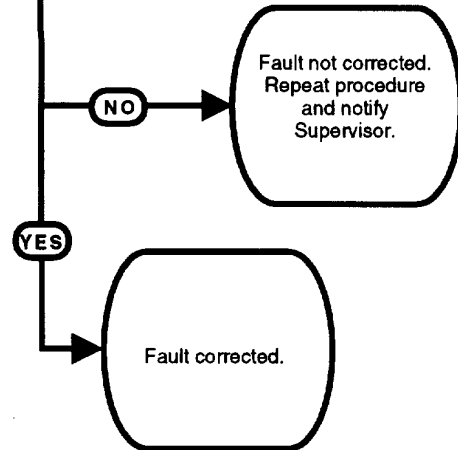 Fault not corrected.
Repeat procedure
and notify
Supervisor.
NO
YES
Fault corrected.